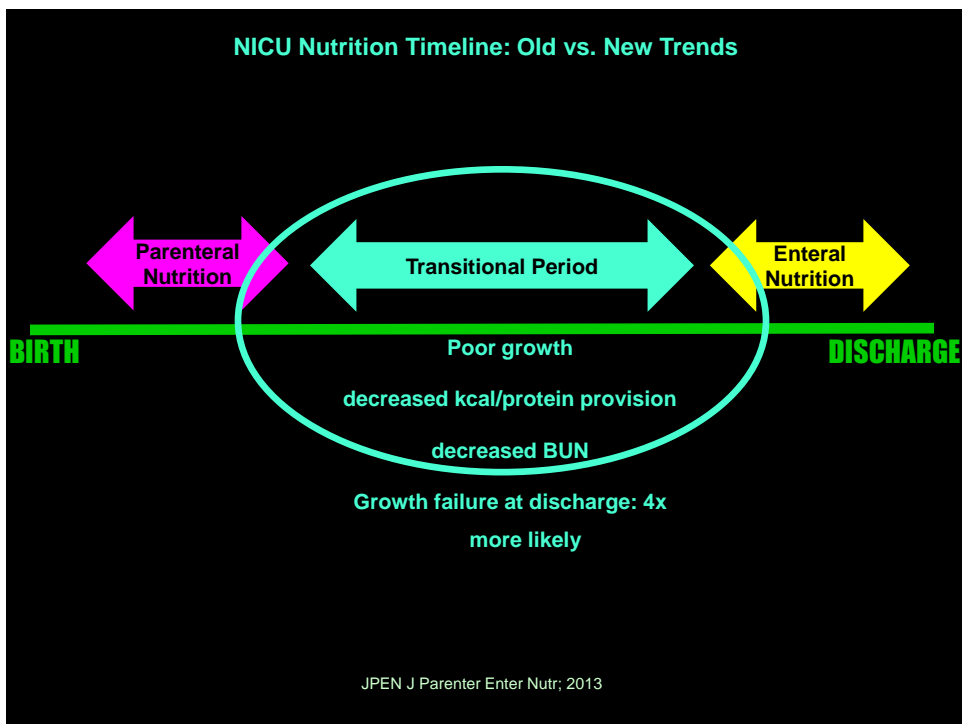 NICU Nutrition Timeline: Old vs. New Trends
Parenteral
Nutrition
Transitional Period
Enteral
Nutrition
BIRTH
DISCHARGE
Poor growth
decreased kcal/protein provision
decreased BUN
Growth failure at discharge: 4x
more likely
JPEN J Parenter Enter Nutr; 2013